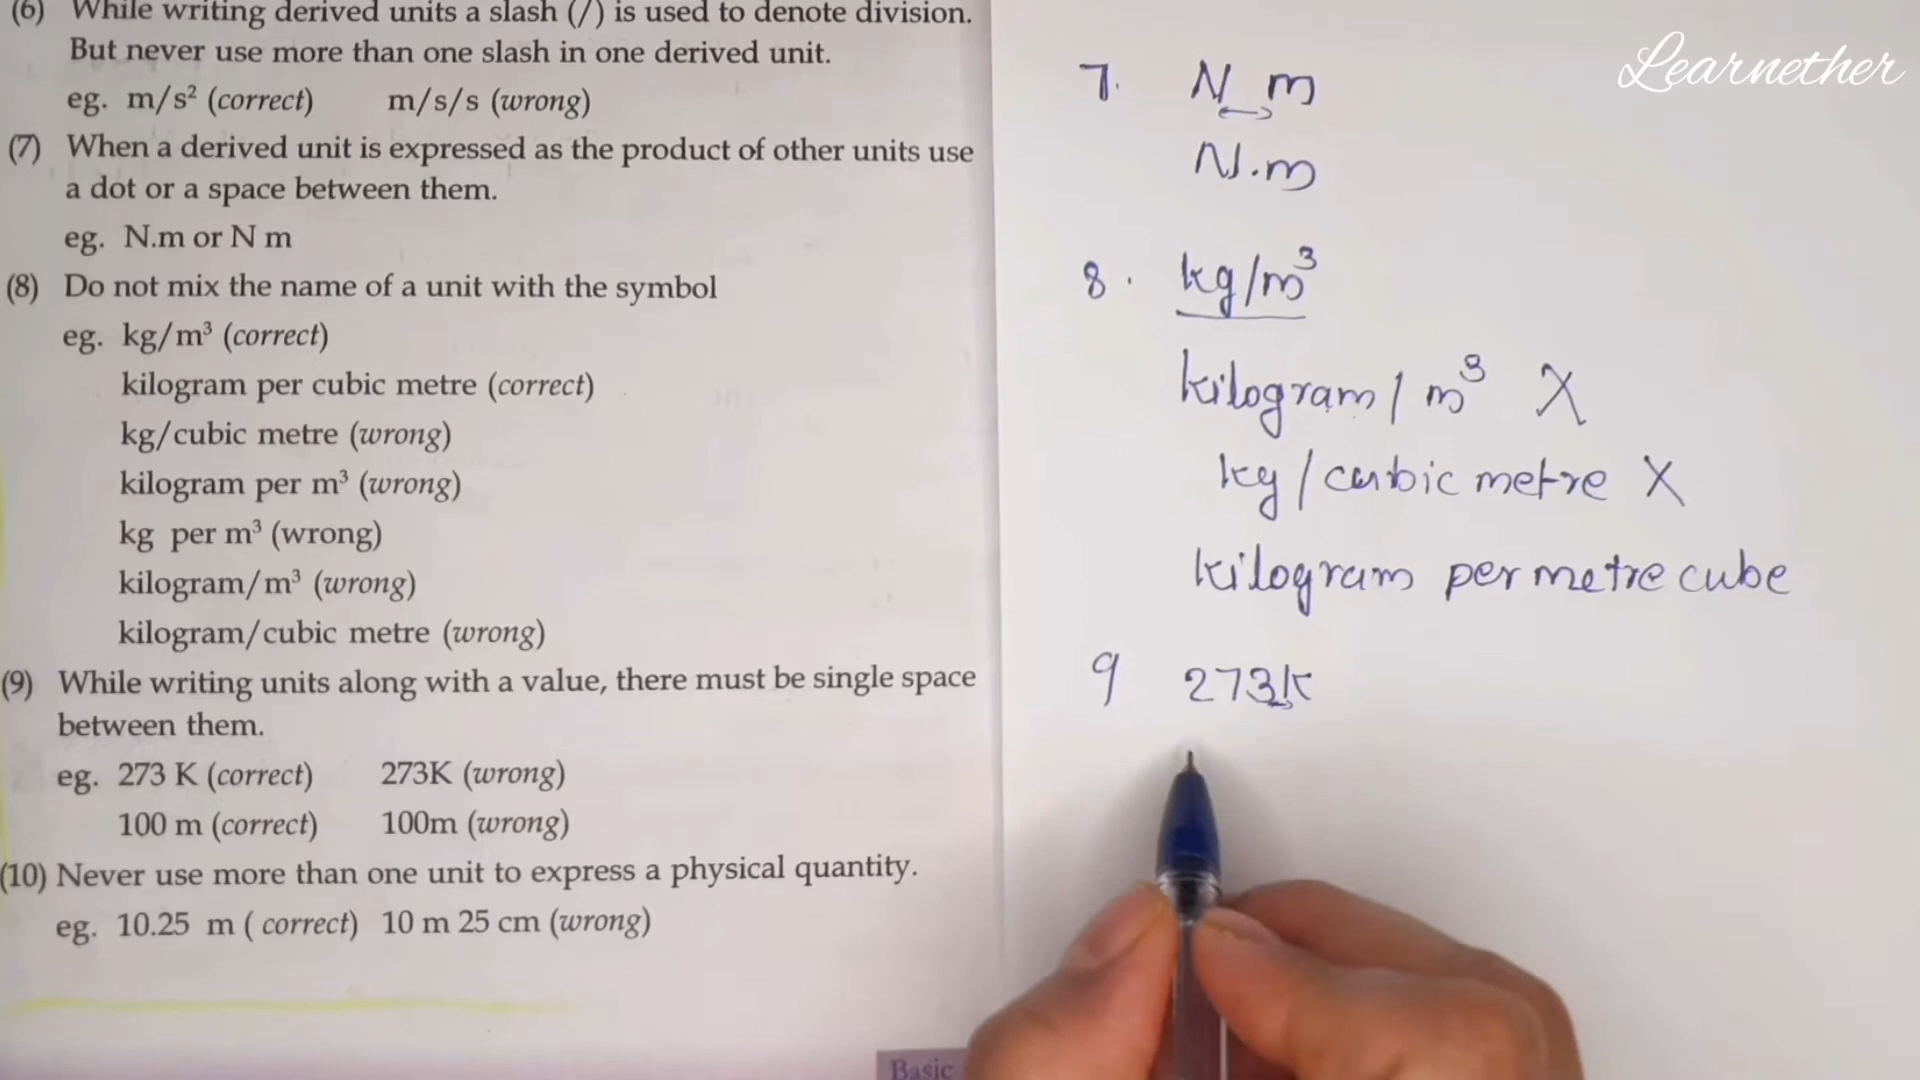 (6) While writing derived units a slash (/) is used to denote division.
But never use more than one slash in one derived unit.
eg. m/s² (correct) m/s/s (wrong)
(7) When a derived unit is expressed as the product of other units use
a dot or a space between them.
eg. N.m or N m
(8) Do not mix the name of a unit with the symbol
eg. kg/m³ (correct)
kilogram per cubic metre (correct)
kg/cubic metre (wrong)
kilogram per m³ (wrong)
kg per m³ (wrong)
kilogram/m³ (wrong)
kilogram/cubic metre (wrong)
(9) While writing units along with a value, there must be single space
between them.
eg. 273 K (correct) 273K (wrong)
100 m (correct) 100m (wrong)
(10) Never use more than one unit to express a physical quantity.
eg. 10.25 m ( correct) 10 m 25 cm (wrong)
Basic
Learnether
7. N m
N.m
8. kg/m³
kilogram/m³ X
kg/cubic metre X
kilogram per metre cube
9 273K